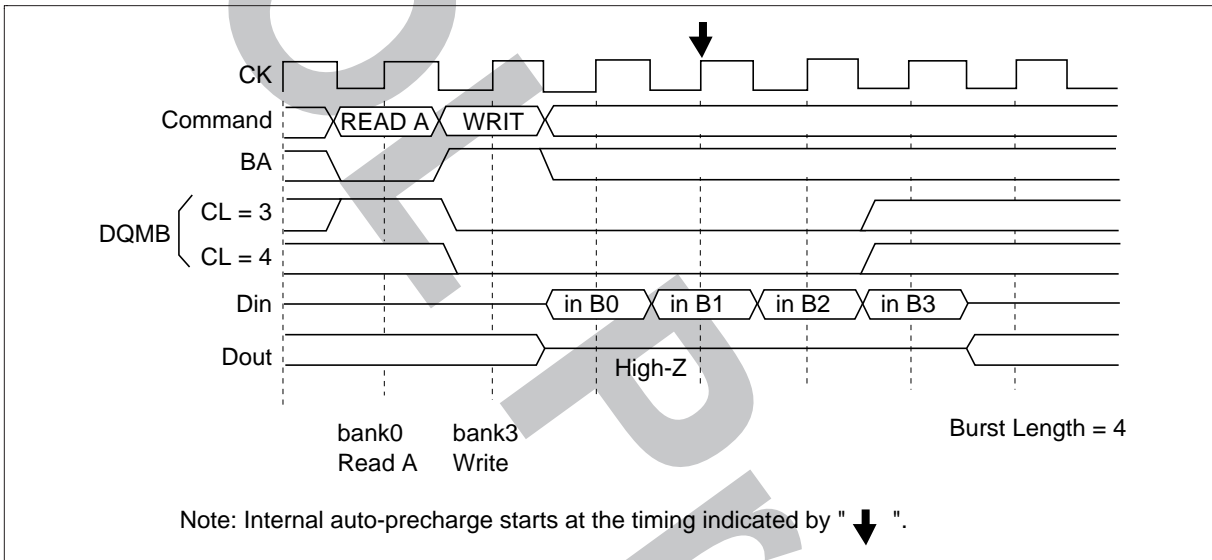 CK
Command READ A WRIT
BA
DQMB
CL = 3
CL = 4
Din in B0 in B1 in B2 in B3
Dout High-Z
bank0 bank3 Burst Length = 4
Read A Write
Note: Internal auto-precharge starts at the timing indicated by " ".